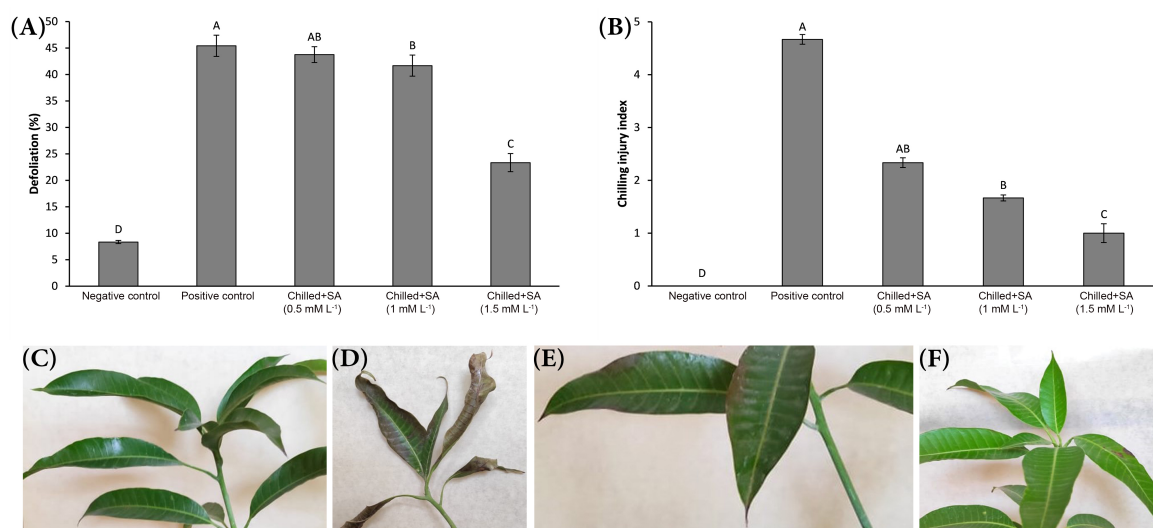 (A)
Defoliation (%)
50
45
40
35
30
25
20
15
10
5
0
D
A
AB
B
C
Negative control
Positive control
Chilled+SA
(0.5 mM L⁻¹)
Chilled+SA
(1 mM L⁻¹)
Chilled+SA
(1.5 mM L⁻¹)
(B)
Chilling injury index
5
4
3
2
1
0
D
A
AB
B
C
Negative control
Positive control
Chilled+SA
(0.5 mM L⁻¹)
Chilled+SA
(1 mM L⁻¹)
Chilled+SA
(1.5 mM L⁻¹)
(C)
(D)
(E)
(F)